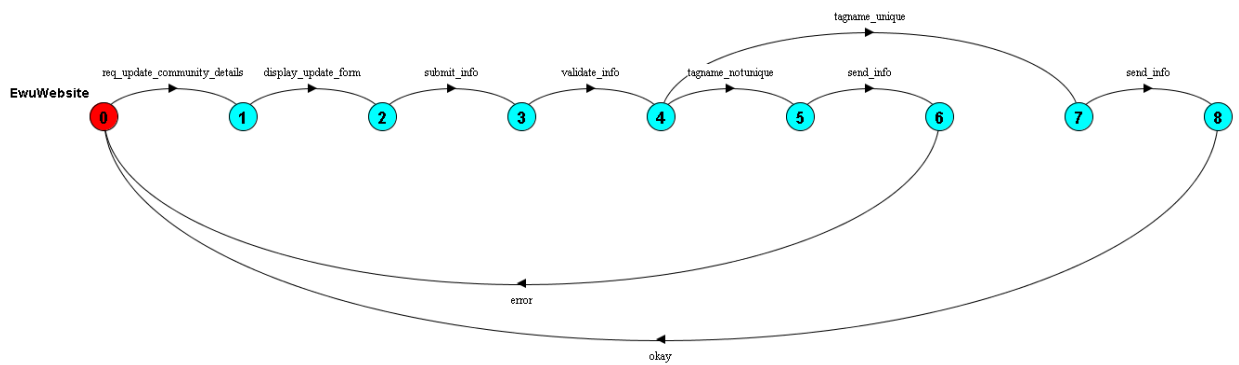 tagname_unique
req_update_community_details display_update_form submit_info validate_info tagname_notunique send_info send_info
EwuWebsite
0 1 2 3 4 5 6 7 8
error
okay